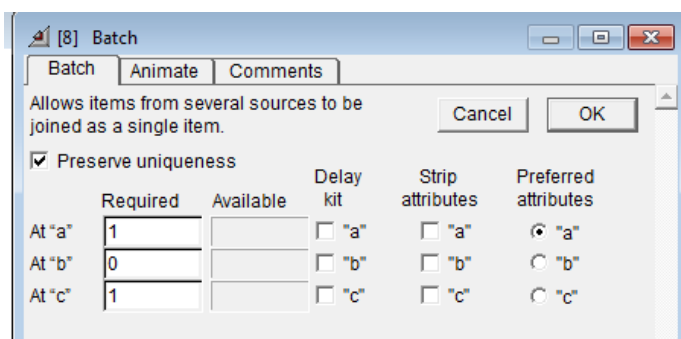 [8] Batch
Batch Animate Comments
Allows items from several sources to be
joined as a single item.
Cancel OK
Preserve uniqueness
Required Available Delay kit Strip attributes Preferred attributes
At “a” 1 "a" "a" "a"
At “b” 0 "b" "b" "b"
At “c” 1 "c" "c" "c"